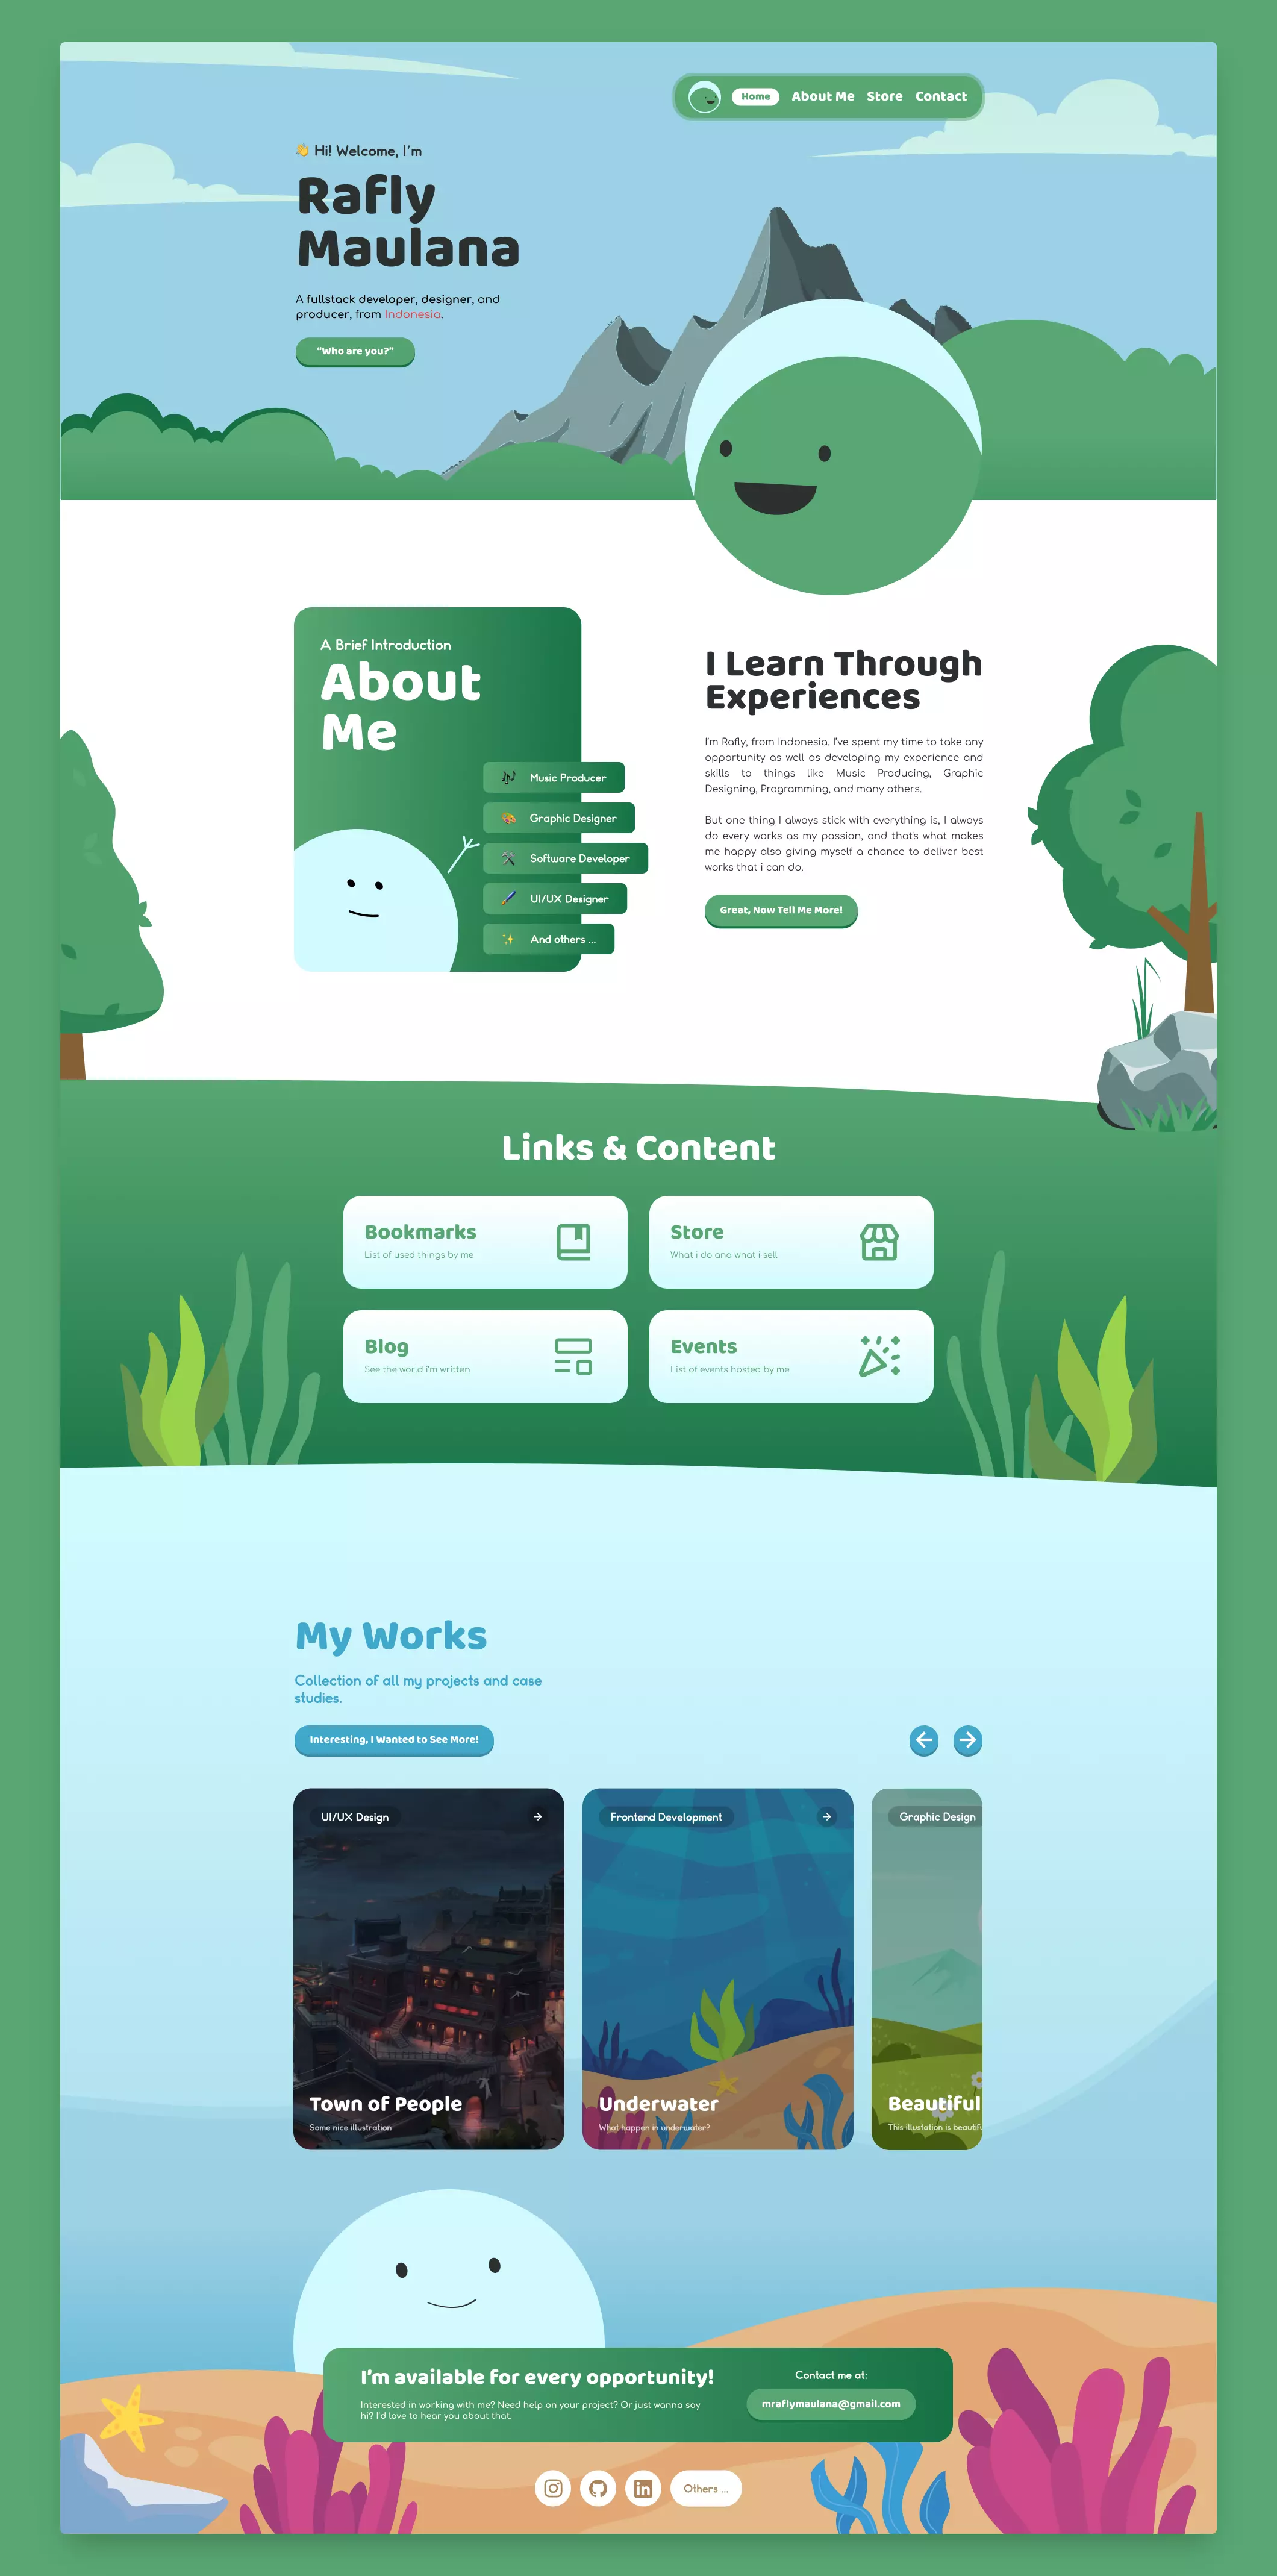 Home About Me Store Contact
👋 Hi! Welcome, I'm
Rafly
Maulana
A fullstack developer, designer, and
producer, from Indonesia.
"Who are you?"
A Brief Introduction
About
Me
Music Producer
Graphic Designer
Software Developer
UI/UX Designer
And others ...
I Learn Through
Experiences
I'm Rafly, from Indonesia. I've spent my time to take any
opportunity as well as developing my experience and
skills to things like Music Producing, Graphic
Designing, Programming, and many others.
But one thing I always stick with everything is, I always
do every works as my passion, and that's what makes
me happy also giving myself a chance to deliver best
works that i can do.
Great, Now Tell Me More!
Links & Content
Bookmarks
List of used things by me
Store
What i do and what i sell
Blog
See the world i'm written
Events
List of events hosted by me
My Works
Collection of all my projects and case
studies.
Interesting, I Wanted to See More!
UI/UX Design
Town of People
Some nice illustration
Frontend Development
Underwater
What happen in underwater?
Graphic Design
Beautiful
This illustation is beautifu
I'm available for every opportunity!
Interested in working with me? Need help on your project? Or just wanna say
hi? I'd love to hear you about that.
Contact me at:
mraflymaulana@gmail.com
Others ...